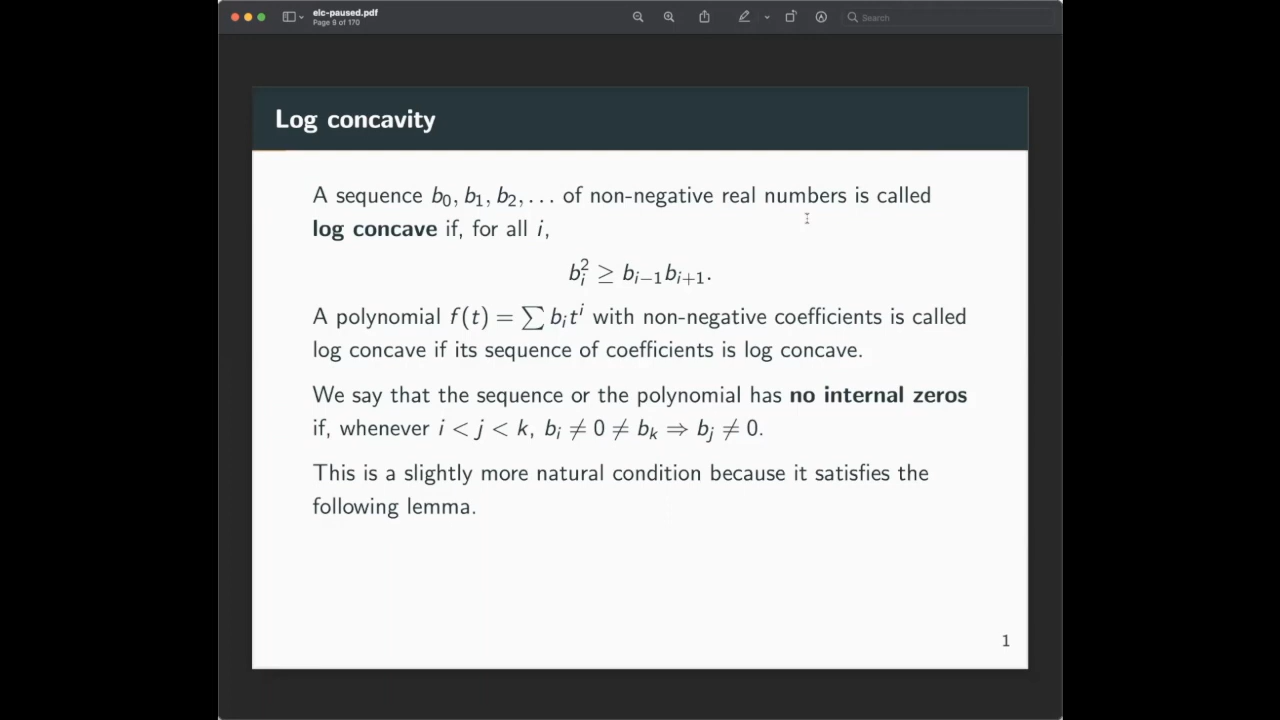 elc-paused.pdf
Page 9 of 170
Search
Log concavity
A sequence b₀, b₁, b₂, … of non-negative real numbers is called
log concave if, for all i,
bᵢ² ≥ bᵢ₋₁bᵢ₊₁.
A polynomial f(t) = ∑ bᵢtⁱ with non-negative coefficients is called
log concave if its sequence of coefficients is log concave.
We say that the sequence or the polynomial has no internal zeros
if, whenever i < j < k, bᵢ ≠ 0 ≠ bₖ ⇒ bⱼ ≠ 0.
This is a slightly more natural condition because it satisfies the
following lemma.
1